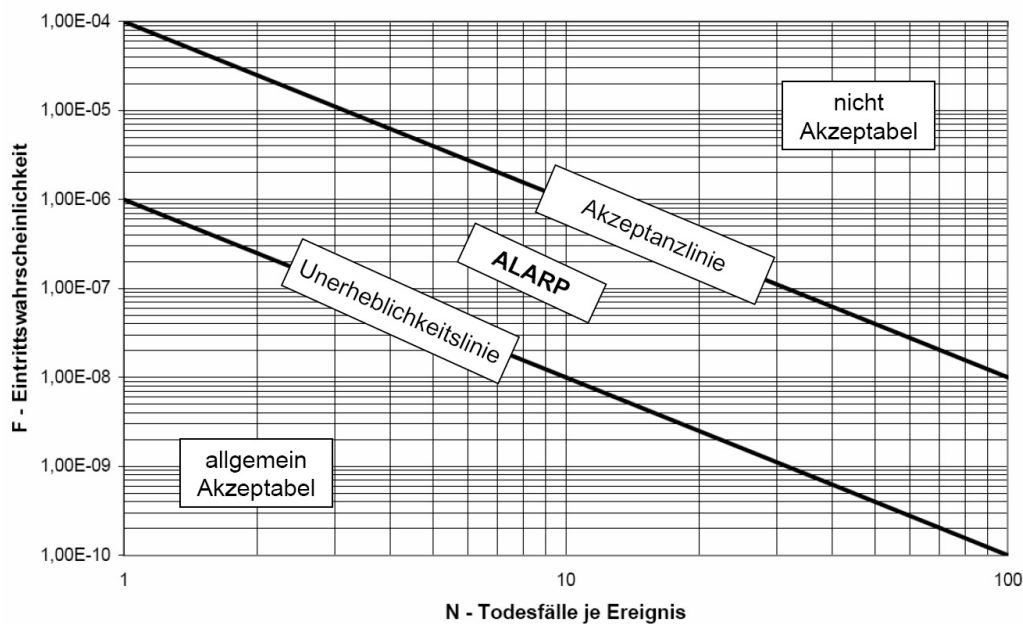 1,00E-04
1,00E-05
1,00E-06
1,00E-07
1,00E-08
1,00E-09
1,00E-10
F - Eintrittswahrscheinlichkeit
nicht
Akzeptabel
Akzeptanzlinie
ALARP
Unerheblichkeitslinie
allgemein
Akzeptabel
1
10
100
N - Todesfälle je Ereignis